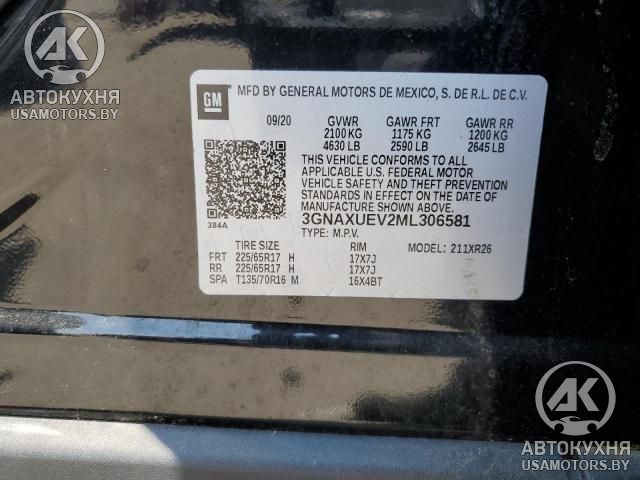 AK
АВТОКУХНЯ
USAMOTORS.BY
GM
MFD BY GENERAL MOTORS DE MEXICO, S. DE R.L. DE C.V.
09/20 GVWR GAWR FRT GAWR RR
2100 KG 1175 KG 1200 KG
4630 LB 2590 LB 2645 LB
THIS VEHICLE CONFORMS TO ALL
APPLICABLE U.S. FEDERAL MOTOR
VEHICLE SAFETY AND THEFT PREVENTION
STANDARDS IN EFFECT ON THE DATE OF
MANUFACTURE SHOWN ABOVE.
384A
3GNAXUEV2ML306581
TYPE: M.P.V.
TIRE SIZE RIM MODEL: 211XR26
FRT 225/65R17 H 17X7J
RR 225/65R17 H 17X7J
SPA T135/70R16 M 16X4BT
AK
АВТОКУХНЯ
USAMOTORS.BY